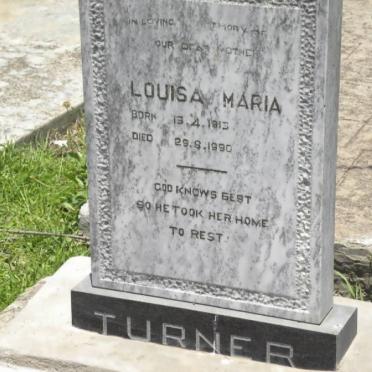 IN LOVING MEMORY OF
OUR DEAR MOTHER
LOUISA MARIA
BORN 13.4.1913
DIED 29.8.1990
GOD KNOWS BEST
SO HE TOOK HER HOME
TO REST
TURNER